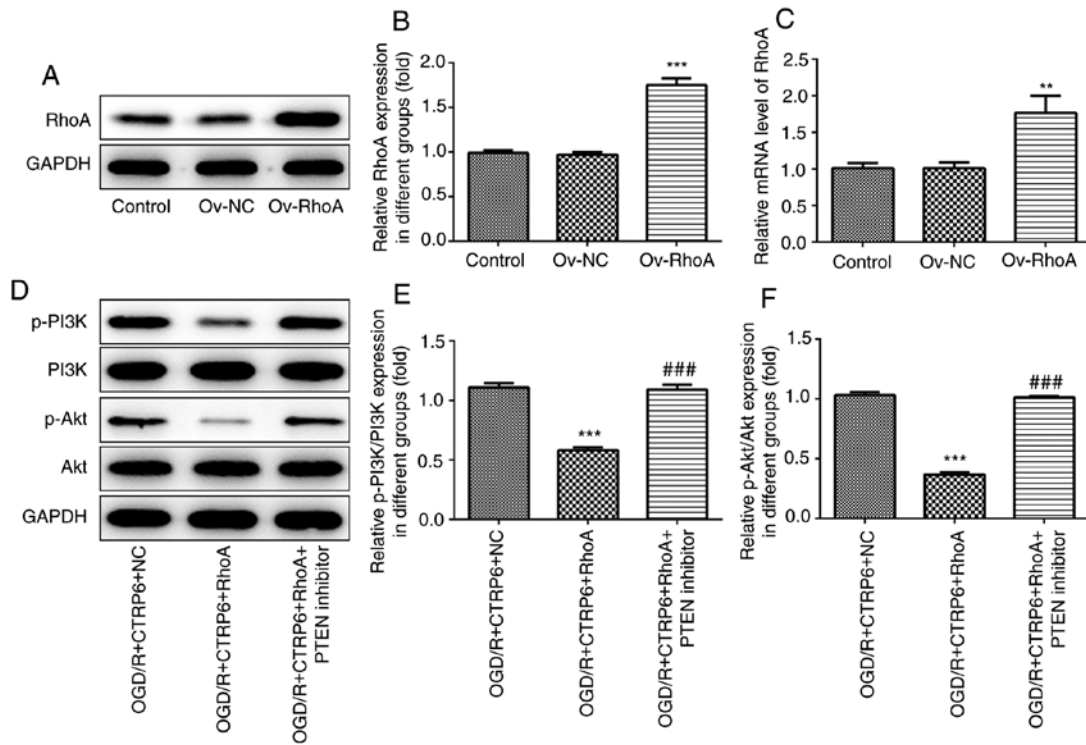 A
RhoA
GAPDH
Control Ov-NC Ov-RhoA
B
Relative RhoA expression
in different groups (fold)
2.0
1.5
1.0
0.5
0.0
***
Control Ov-NC Ov-RhoA
C
Relative mRNA level of RhoA
2.5
2.0
1.5
1.0
0.5
0.0
**
Control Ov-NC Ov-RhoA
D
p-PI3K
PI3K
p-Akt
Akt
GAPDH
OGD/R+CTRP6+NC
OGD/R+CTRP6+RhoA
OGD/R+CTRP6+RhoA+
PTEN inhibitor
E
Relative p-PI3K/PI3K expression
in different groups (fold)
1.5
1.0
0.5
0.0
***
###
OGD/R+CTRP6+NC
OGD/R+CTRP6+RhoA
OGD/R+CTRP6+RhoA+
PTEN inhibitor
F
Relative p-Akt/Akt expression
in different groups (fold)
1.5
1.0
0.5
0.0
***
###
OGD/R+CTRP6+NC
OGD/R+CTRP6+RhoA
OGD/R+CTRP6+RhoA+
PTEN inhibitor